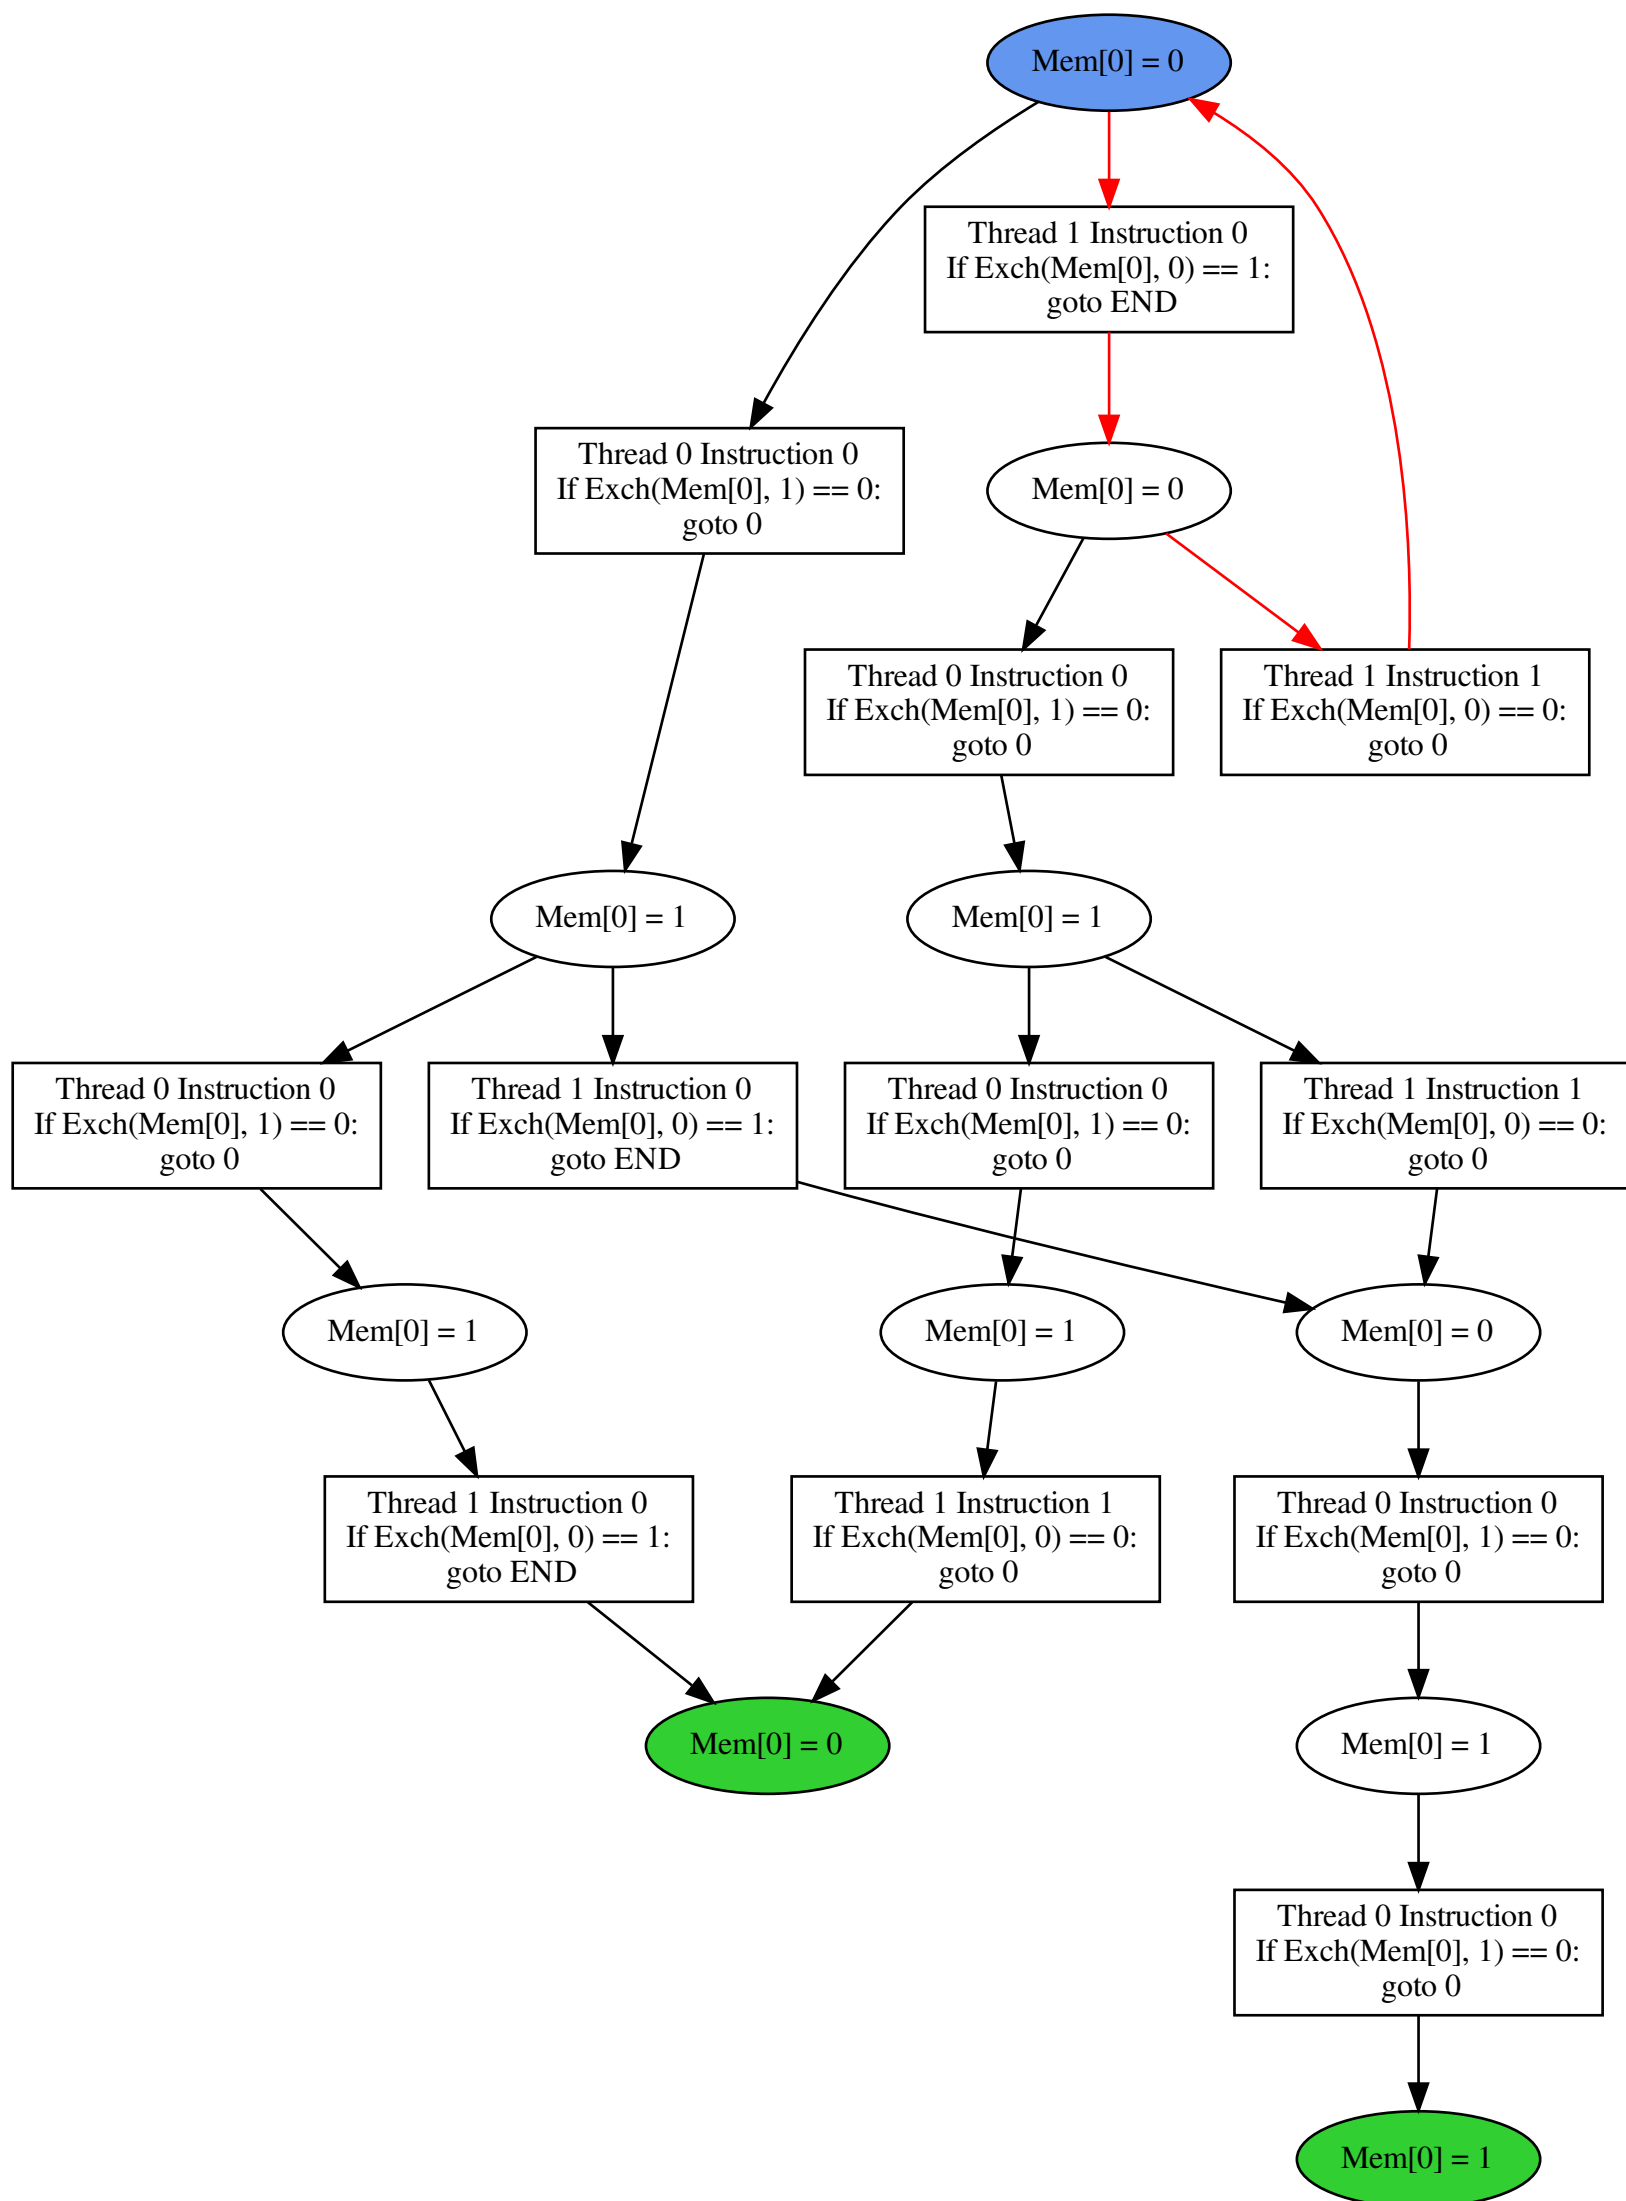 Mem[0] = 0
Thread 1 Instruction 0
If Exch(Mem[0], 0) == 1:
goto END
Thread 0 Instruction 0
If Exch(Mem[0], 1) == 0:
goto 0
Mem[0] = 0
Thread 0 Instruction 0
If Exch(Mem[0], 1) == 0:
goto 0
Thread 1 Instruction 1
If Exch(Mem[0], 0) == 0:
goto 0
Mem[0] = 1
Mem[0] = 1
Thread 0 Instruction 0
If Exch(Mem[0], 1) == 0:
goto 0
Thread 1 Instruction 0
If Exch(Mem[0], 0) == 1:
goto END
Thread 0 Instruction 0
If Exch(Mem[0], 1) == 0:
goto 0
Thread 1 Instruction 1
If Exch(Mem[0], 0) == 0:
goto 0
Mem[0] = 1
Mem[0] = 1
Mem[0] = 0
Thread 1 Instruction 0
If Exch(Mem[0], 0) == 1:
goto END
Thread 1 Instruction 1
If Exch(Mem[0], 0) == 0:
goto 0
Thread 0 Instruction 0
If Exch(Mem[0], 1) == 0:
goto 0
Mem[0] = 0
Mem[0] = 1
Thread 0 Instruction 0
If Exch(Mem[0], 1) == 0:
goto 0
Mem[0] = 1